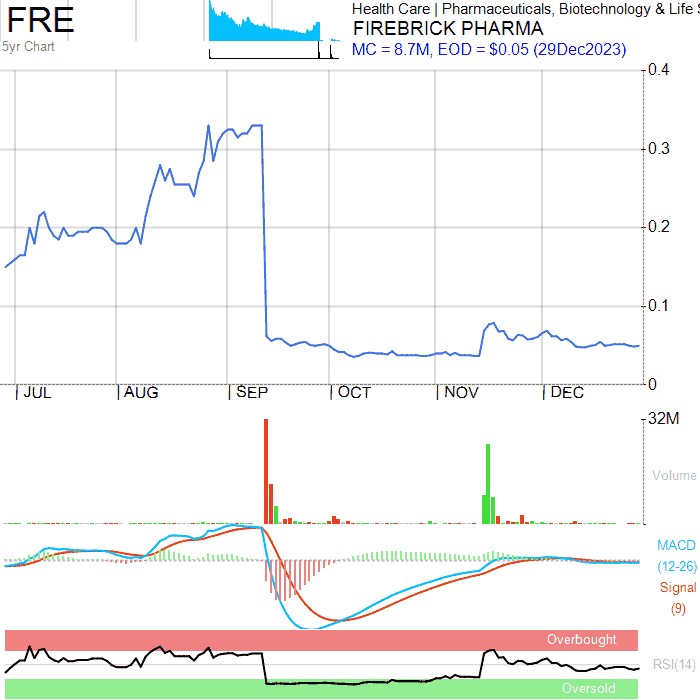 FRE
5yr Chart
Health Care | Pharmaceuticals, Biotechnology & Life S
FIREBRICK PHARMA
MC = 8.7M, EOD = $0.05 (29Dec2023)
0.4
0.3
0.2
0.1
0
JUL AUG SEP OCT NOV DEC
32M
Volume
MACD
(12-26)
Signal
(9)
Overbought
RSI(14)
Oversold